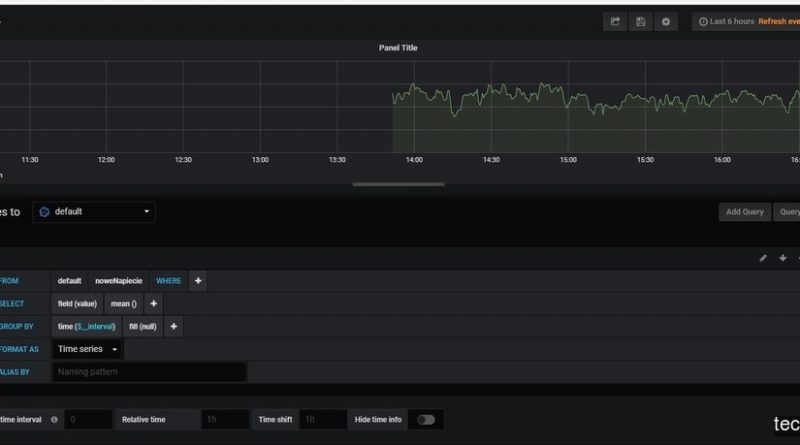 Last 6 hours Refresh eve
Panel Title
11:30 12:00 12:30 13:00 13:30 14:00 14:30 15:00 15:30 16:00 16:
es to default Add Query Query
FROM default noweNapiecie WHERE +
SELECT field (value) mean () +
GROUP BY time ($__interval) fill (null) +
FORMAT AS Time series
ALIAS BY Naming pattern
time interval 0 Relative time 1h Time shift 1h Hide time info
tec